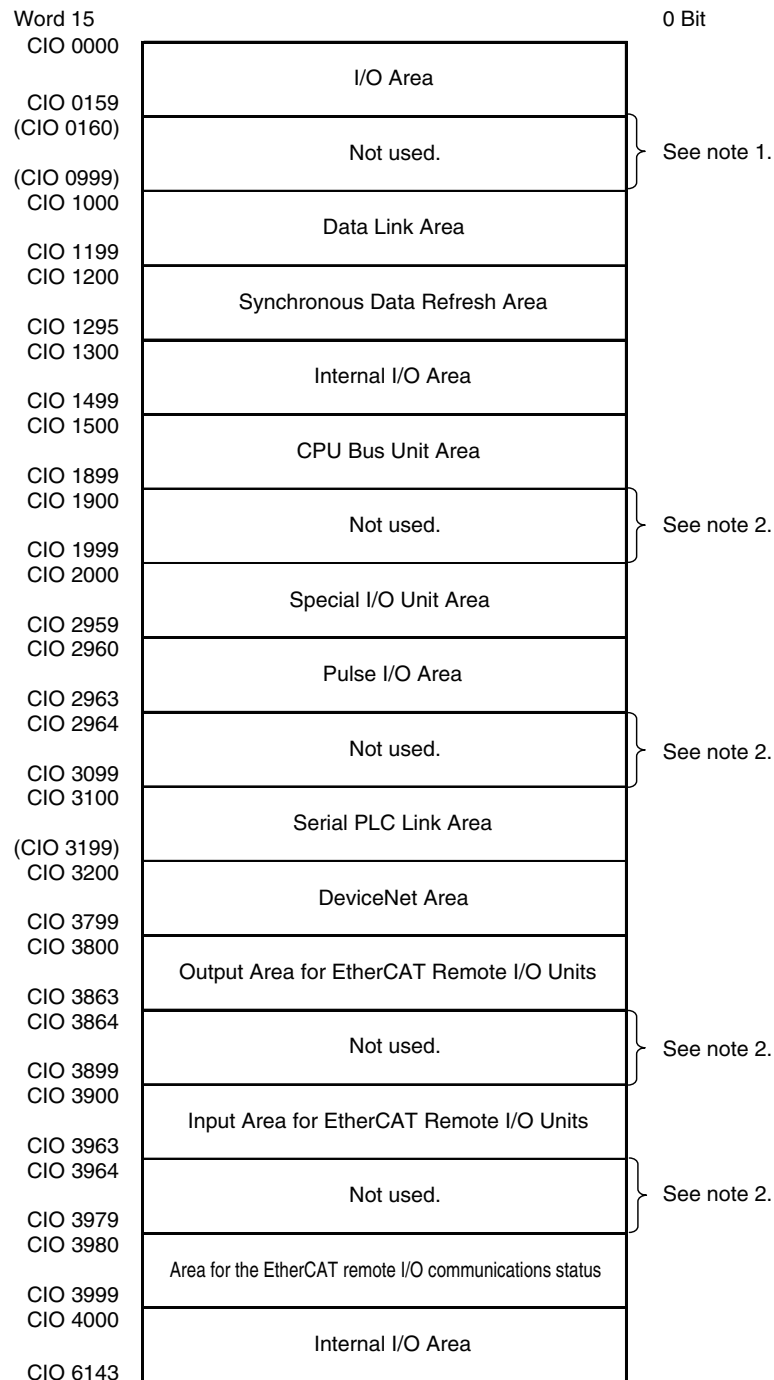 Word 15 0 Bit
CIO 0000
I/O Area
CIO 0159
(CIO 0160)
Not used. See note 1.
(CIO 0999)
CIO 1000
Data Link Area
CIO 1199
CIO 1200
Synchronous Data Refresh Area
CIO 1295
CIO 1300
Internal I/O Area
CIO 1499
CIO 1500
CPU Bus Unit Area
CIO 1899
CIO 1900
Not used. See note 2.
CIO 1999
CIO 2000
Special I/O Unit Area
CIO 2959
CIO 2960
Pulse I/O Area
CIO 2963
CIO 2964
Not used. See note 2.
CIO 3099
CIO 3100
Serial PLC Link Area
(CIO 3199)
CIO 3200
DeviceNet Area
CIO 3799
CIO 3800
Output Area for EtherCAT Remote I/O Units
CIO 3863
CIO 3864
Not used. See note 2.
CIO 3899
CIO 3900
Input Area for EtherCAT Remote I/O Units
CIO 3963
CIO 3964
Not used. See note 2.
CIO 3979
CIO 3980
Area for the EtherCAT remote I/O communications status
CIO 3999
CIO 4000
Internal I/O Area
CIO 6143